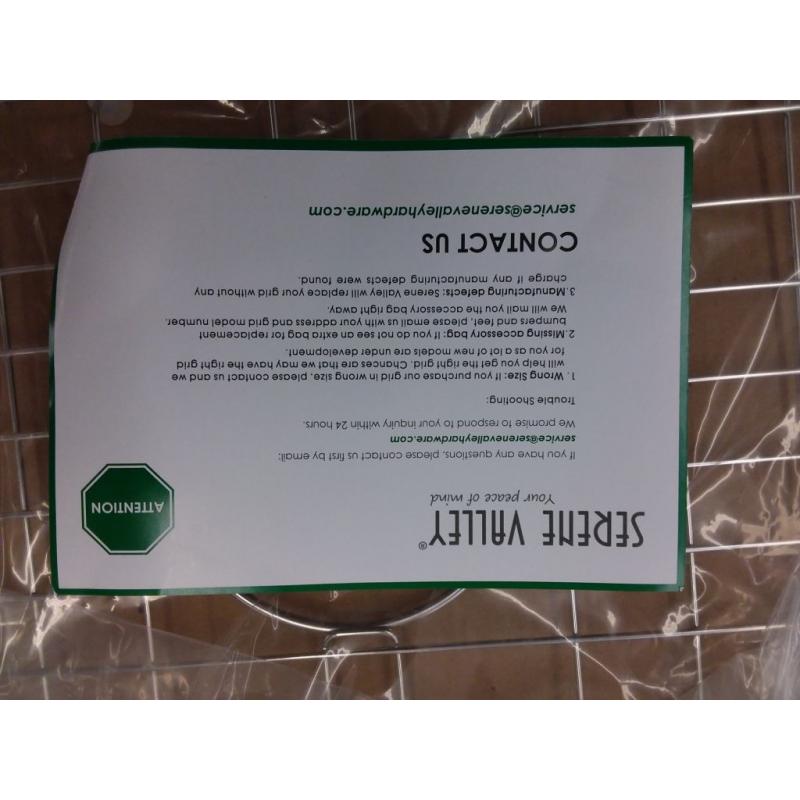 SERENE VALLEY®
Your peace of mind
ATTENTION
If you have any questions, please contact us first by email:
service@serenevalleyhardware.com
We promise to respond to your inquiry within 24 hours.
Trouble Shooting:
1. Wrong Size: If you purchase our grid in wrong size, please contact us and we
will help you get the right grid. Chances are that we may have the right grid
for you as a lot of new models are under development.
2.Missing accessory bag: If you do not see an extra bag for replacement
bumpers and feet, please email us with your address and grid model number.
We will mail you the accessory bag right away.
3.Manufacturing defects: Serene Valley will replace your grid without any
charge if any manufacturing defects were found.
CONTACT US
service@serenevalleyhardware.com